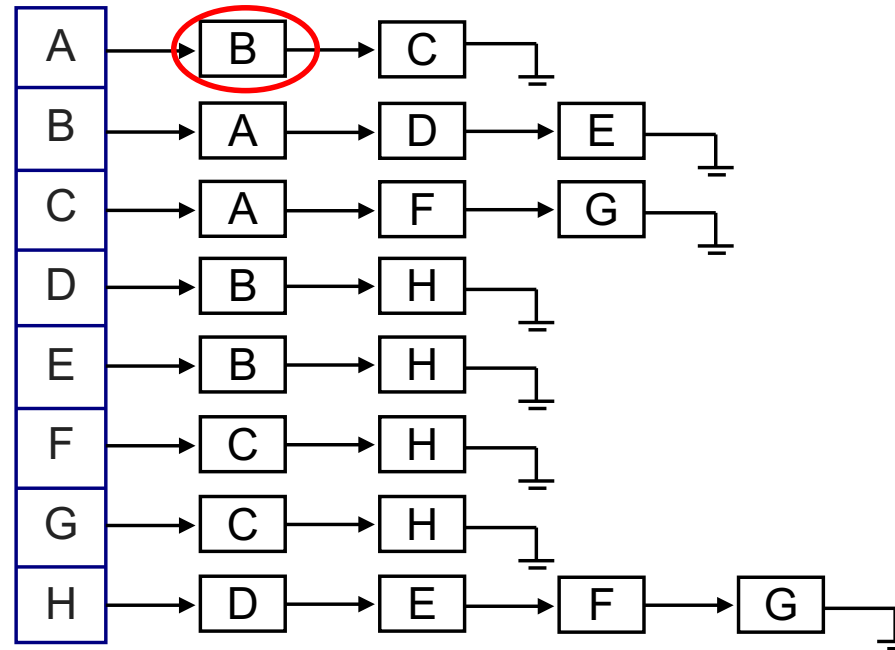 A B C
B A D E
C A F G
D B H
E B H
F C H
G C H
H D E F G